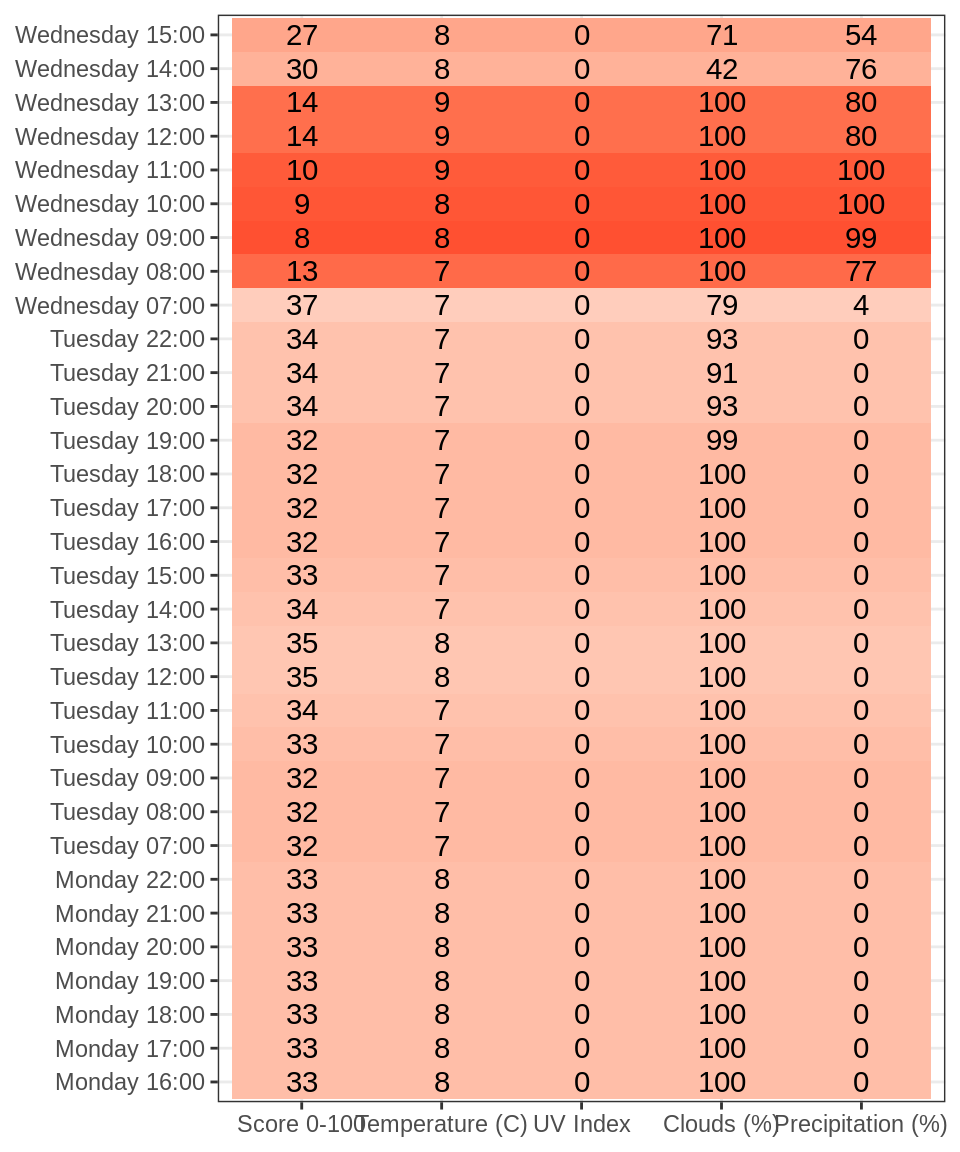 Wednesday 15:00 27 8 0 71 54
Wednesday 14:00 30 8 0 42 76
Wednesday 13:00 14 9 0 100 80
Wednesday 12:00 14 9 0 100 80
Wednesday 11:00 10 9 0 100 100
Wednesday 10:00 9 8 0 100 100
Wednesday 09:00 8 8 0 100 99
Wednesday 08:00 13 7 0 100 77
Wednesday 07:00 37 7 0 79 4
Tuesday 22:00 34 7 0 93 0
Tuesday 21:00 34 7 0 91 0
Tuesday 20:00 34 7 0 93 0
Tuesday 19:00 32 7 0 99 0
Tuesday 18:00 32 7 0 100 0
Tuesday 17:00 32 7 0 100 0
Tuesday 16:00 32 7 0 100 0
Tuesday 15:00 33 7 0 100 0
Tuesday 14:00 34 7 0 100 0
Tuesday 13:00 35 8 0 100 0
Tuesday 12:00 35 8 0 100 0
Tuesday 11:00 34 7 0 100 0
Tuesday 10:00 33 7 0 100 0
Tuesday 09:00 32 7 0 100 0
Tuesday 08:00 32 7 0 100 0
Tuesday 07:00 32 7 0 100 0
Monday 22:00 33 8 0 100 0
Monday 21:00 33 8 0 100 0
Monday 20:00 33 8 0 100 0
Monday 19:00 33 8 0 100 0
Monday 18:00 33 8 0 100 0
Monday 17:00 33 8 0 100 0
Monday 16:00 33 8 0 100 0
Score 0-100 Temperature (C) UV Index Clouds (%) Precipitation (%)